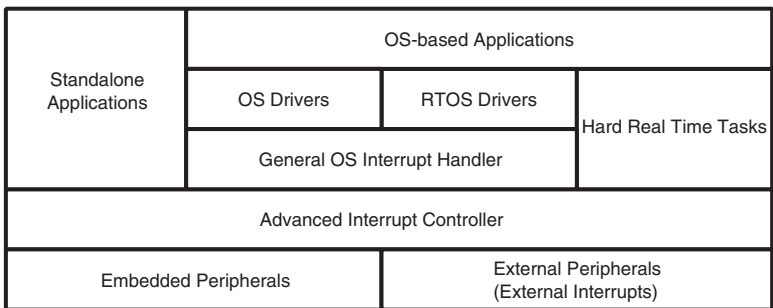 OS-based Applications
Standalone
Applications
OS Drivers
RTOS Drivers
Hard Real Time Tasks
General OS Interrupt Handler
Advanced Interrupt Controller
Embedded Peripherals
External Peripherals
(External Interrupts)